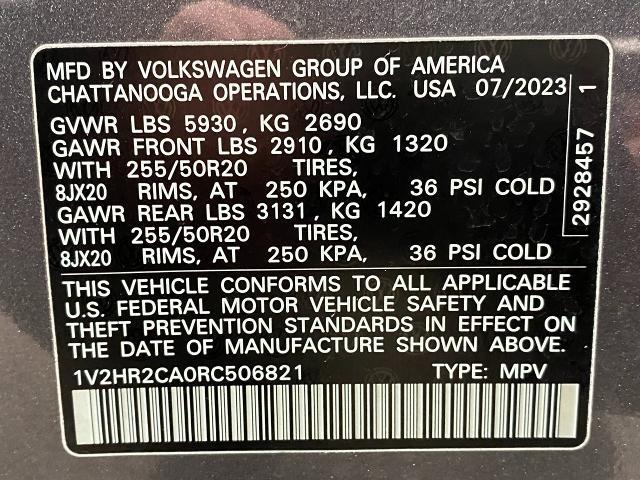 MFD BY VOLKSWAGEN GROUP OF AMERICA
CHATTANOOGA OPERATIONS, LLC. USA 07/2023
GVWR LBS 5930, KG 2690
GAWR FRONT LBS 2910, KG 1320
WITH 255/50R20 TIRES,
8JX20 RIMS, AT 250 KPA, 36 PSI COLD
GAWR REAR LBS 3131, KG 1420
WITH 255/50R20 TIRES,
8JX20 RIMS, AT 250 KPA, 36 PSI COLD
2928457 1
THIS VEHICLE CONFORMS TO ALL APPLICABLE
U.S. FEDERAL MOTOR VEHICLE SAFETY AND
THEFT PREVENTION STANDARDS IN EFFECT ON
THE DATE OF MANUFACTURE SHOWN ABOVE.
1V2HR2CA0RC506821 TYPE: MPV